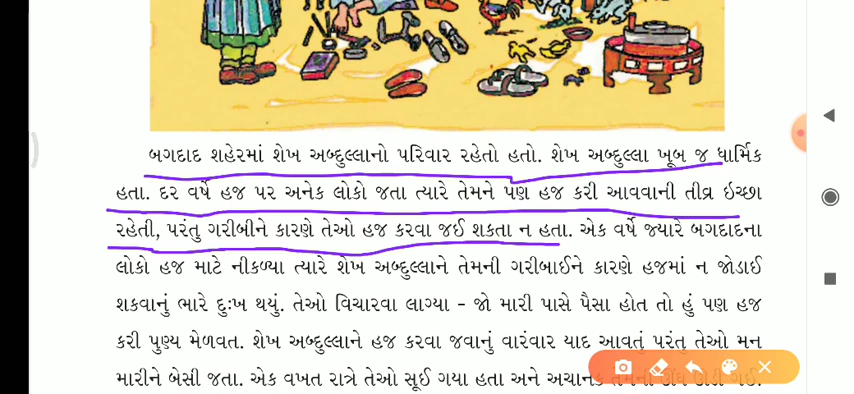 બગદાદ શહેરમાં શેખ અબ્દુલ્લાનો પરિવાર રહેતો હતો. શેખ અબ્દુલ્લા ખૂબ જ ધાર્મિક
હતા. દર વર્ષે હજ પર અનેક લોકો જતા ત્યારે તેમને પણ હજ કરી આવવાની તીવ્ર ઇચ્છા
રહેતી, પરંતુ ગરીબીને કારણે તેઓ હજ કરવા જઈ શકતા ન હતા. એક વર્ષે જ્યારે બગદાદના
લોકો હજ માટે નીકળ્યા ત્યારે શેખ અબ્દુલ્લાને તેમની ગરીબાઈને કારણે હજમાં ન જોડાઈ
શકવાનું ભારે દુઃખ થયું. તેઓ વિચારવા લાગ્યા - જો મારી પાસે પૈસા હોત તો હું પણ હજ
કરી પુણ્ય મેળવત. શેખ અબ્દુલ્લાને હજ કરવા જવાનું વારંવાર યાદ આવતું પરંતુ તેઓ મન
મારીને બેસી જતા. એક વખત રાત્રે તેઓ સૂઈ ગયા હતા અને અચાનક